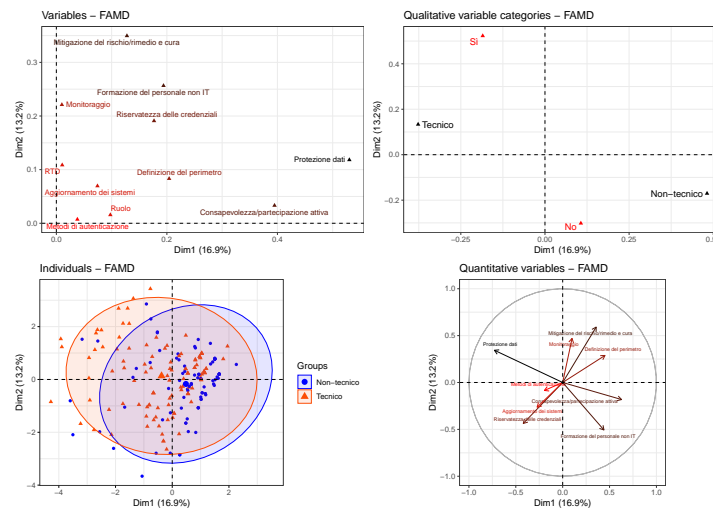 Variables − FAMD
Mitigazione del rischio/rimedio e cura
Formazione del personale non IT
Monitoraggio
Riservatezza delle credenziali
Protezione dati
RTD
Definizione del perimetro
Aggiornamento dei sistemi
Ruolo
Consapevolezza/partecipazione attiva
Metodi di autenticazione
0.3
0.2
0.1
0.0
0.0
0.2
0.4
Dim1 (16.9%)
Dim2 (13.2%)
Qualitative variable categories − FAMD
Sì
Tecnico
Non−tecnico
No
0.4
0.2
0.0
−0.2
−0.25
0.00
0.25
Dim1 (16.9%)
Dim2 (13.2%)
Individuals − FAMD
2
0
−2
−4
−4
−2
0
2
Dim1 (16.9%)
Dim2 (13.2%)
Groups
Non−tecnico
Tecnico
Quantitative variables − FAMD
Mitigazione del rischio/rimedio e cura
Monitoraggio
Protezione dati
Definizione del perimetro
Consapevolezza/partecipazione attiva
Aggiornamento dei sistemi
Riservatezza delle credenziali
Formazione del personale non IT
1.0
0.5
0.0
−0.5
−1.0
−1.0
−0.5
0.0
0.5
1.0
Dim1 (16.9%)
Dim2 (13.2%)